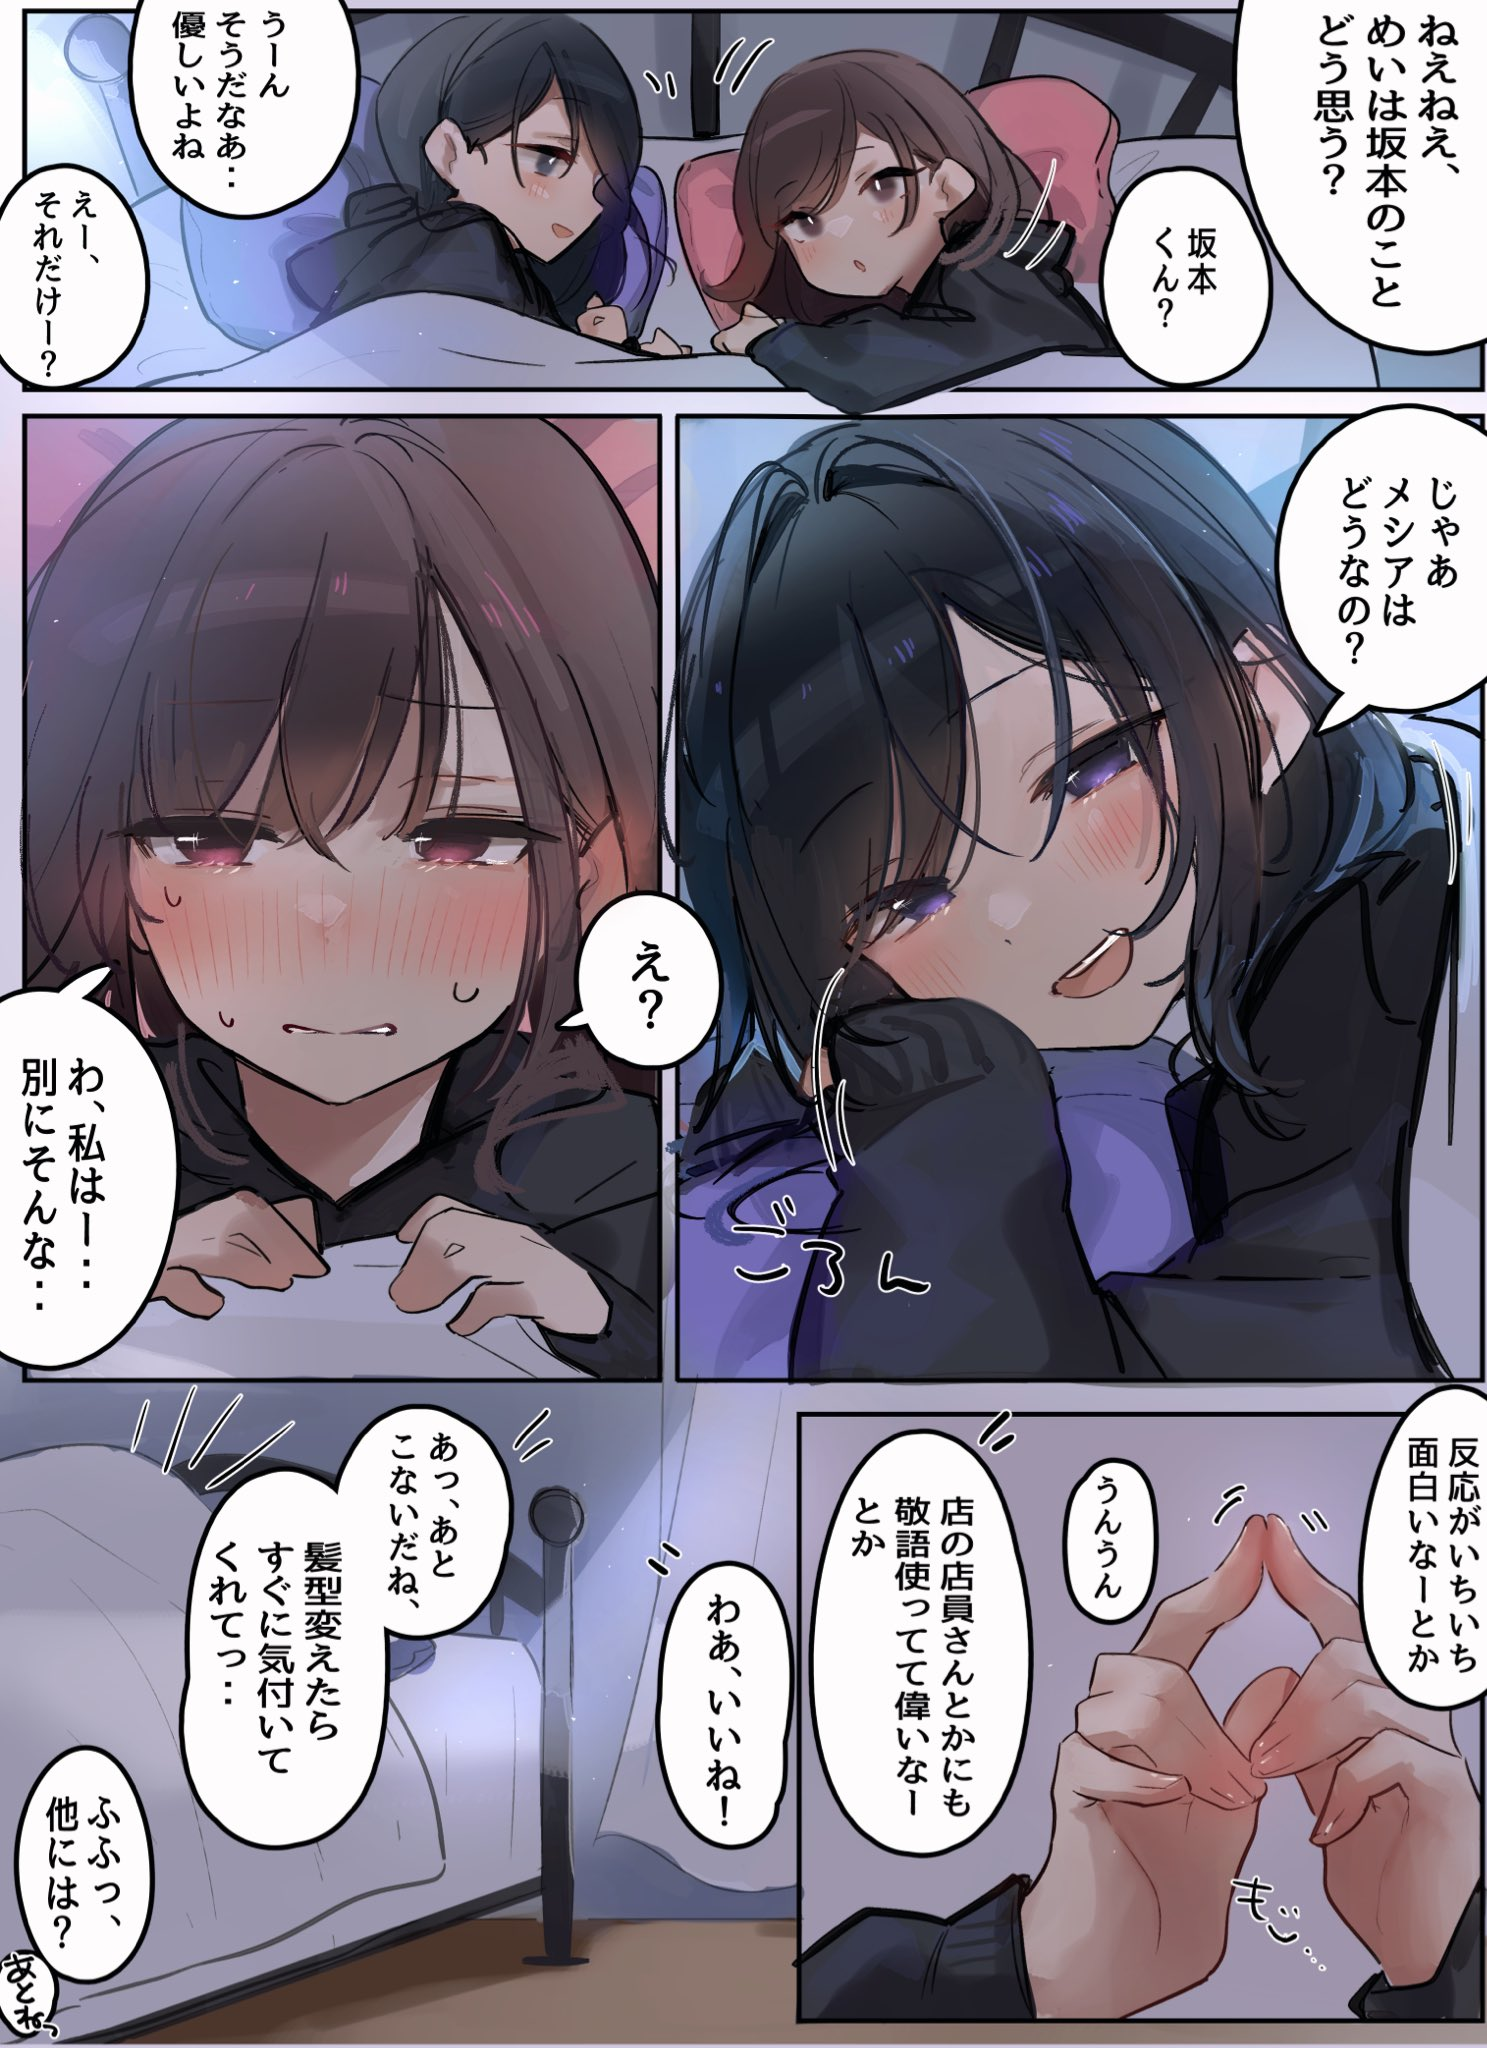 ねえねえ、
めいは坂本のこと
どう思う?
坂本
くん?
うーん
そうだなあ‥
優しいよね
えー、
それだけー?
じゃあ
メシアは
どうなの?
ごろん
え?
わ、私はー‥
別にそんな‥
反応がいちいち
面白いなーとか
うんうん
店の店員さんとかにも
敬語使ってて偉いなー
とか
もじ…
わあ、いいね!
あっ、あと
こないだね、
髪型変えたら
すぐに気付いて
くれてっ‥
ふふっ、
他には?
あとねっ